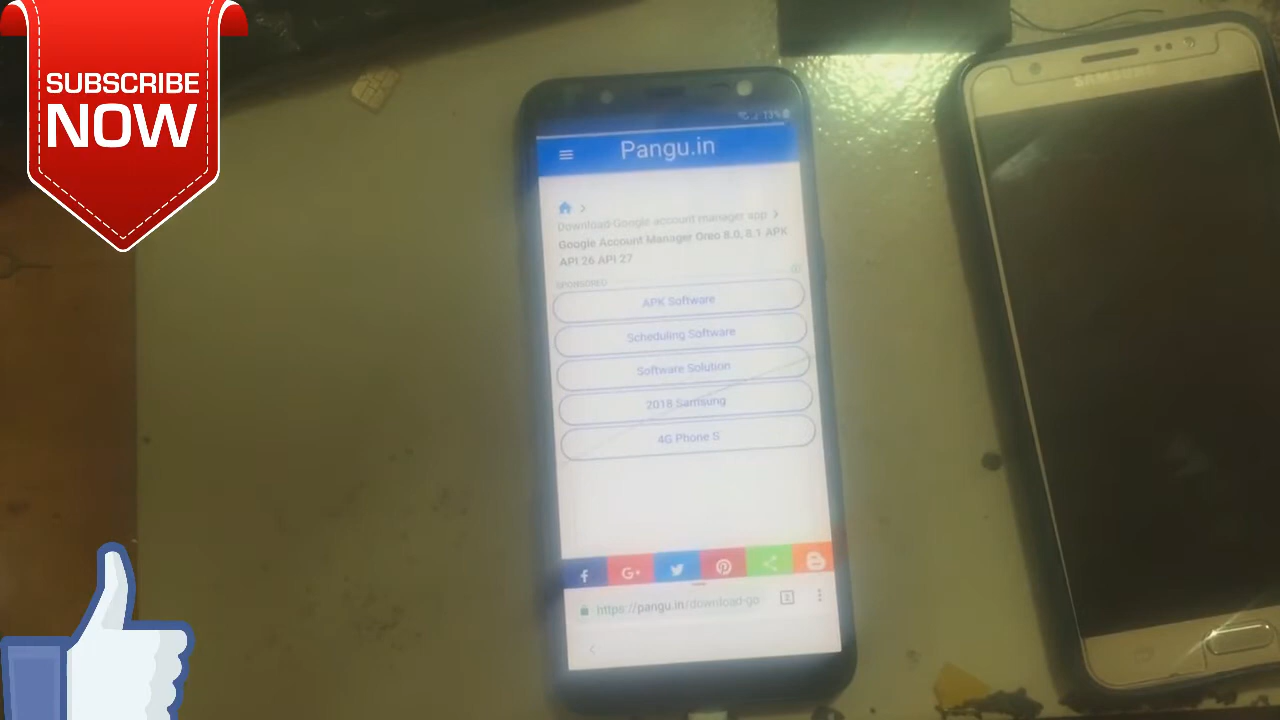 SUBSCRIBE
NOW
SAMSUNG
13%
Pangu.in
Download Google account manager app
Google Account Manager Oreo 8.0, 8.1 APK
API 26 API 27
SPONSORED
APK Software
Scheduling Software
Software Solution
2018 Samsung
4G Phone S
https://pangu.in/download-go